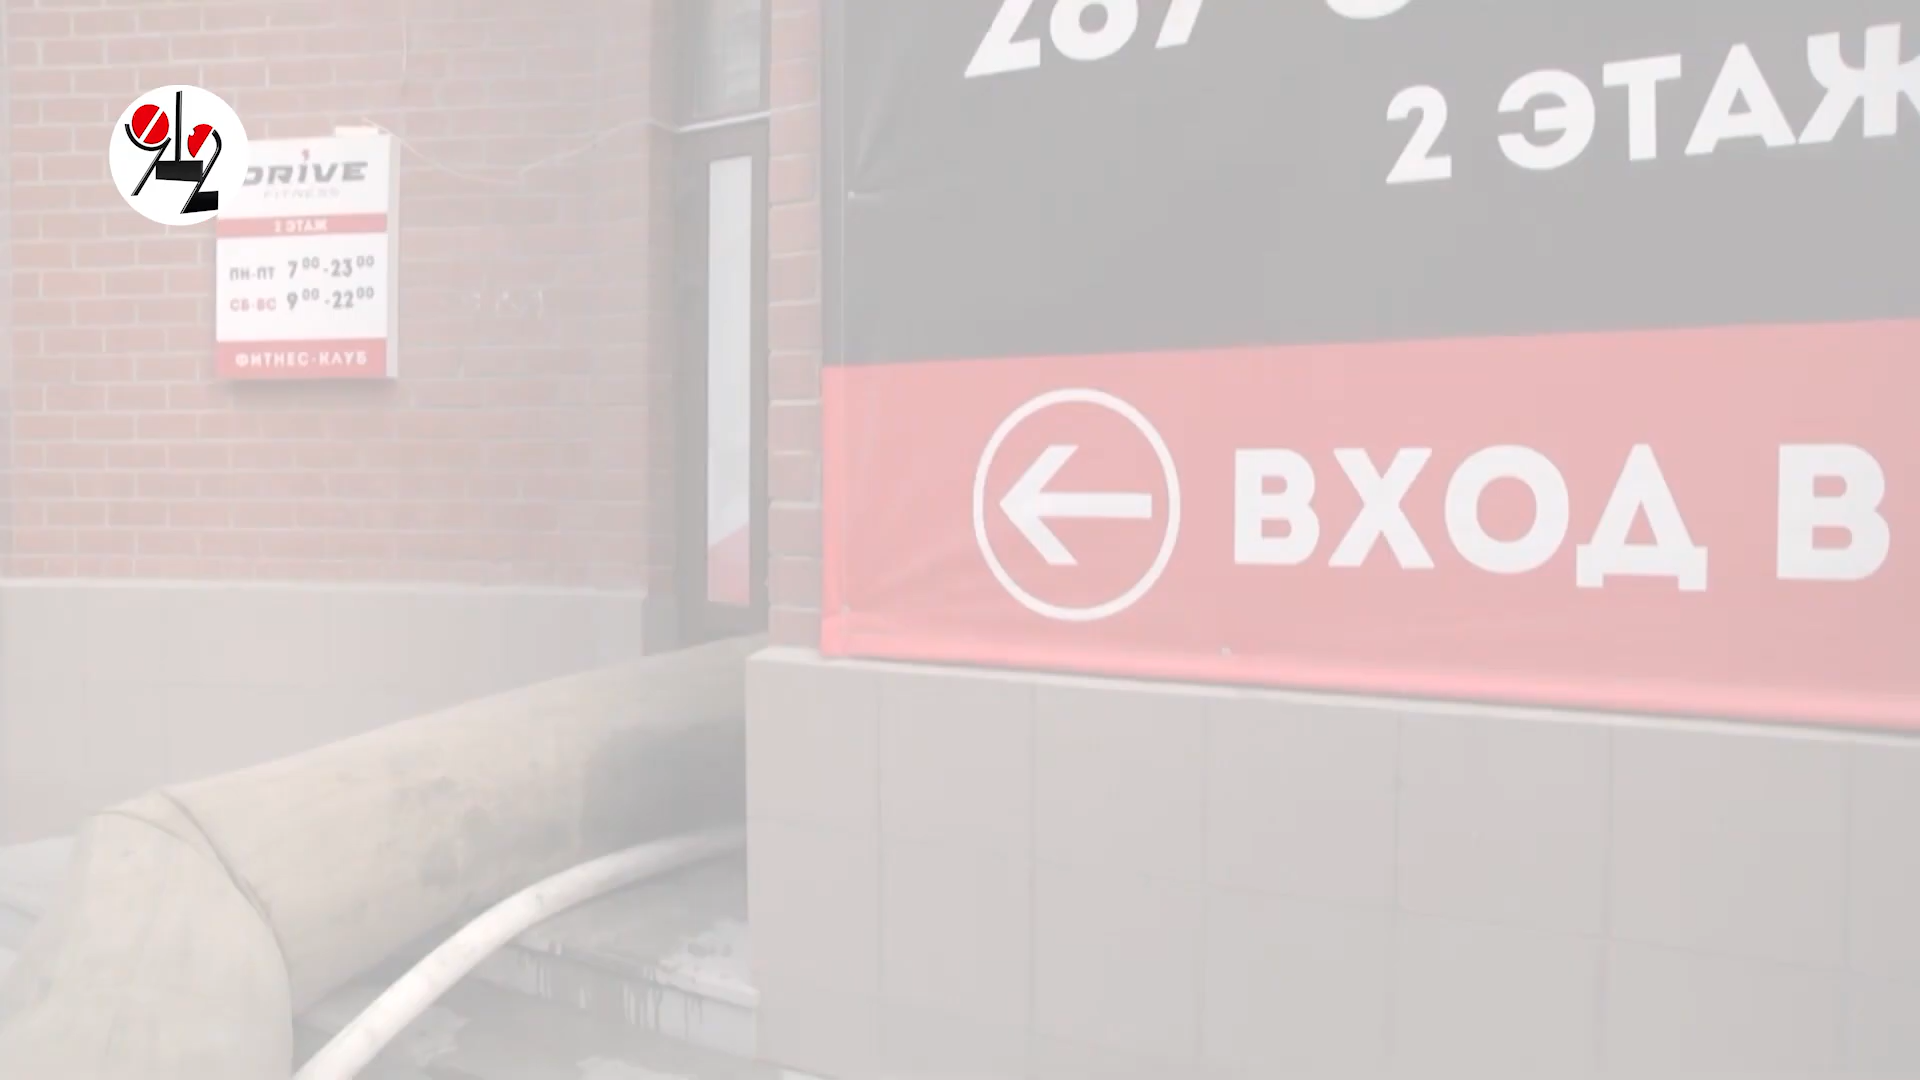 DRIVE
FITNESS
2 ЭТАЖ
ПН-ПТ 7⁰⁰-23⁰⁰
СБ-ВС 9⁰⁰-22⁰⁰
ФИТНЕС-КЛУБ
2 ЭТАЖ
ВХОД В